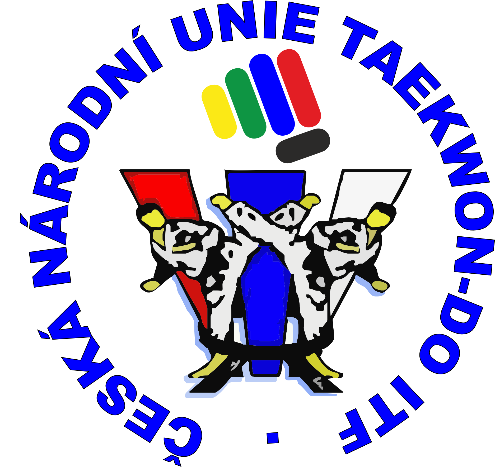 ČESKÁ NÁRODNÍ UNIE TAEKWON-DO ITF